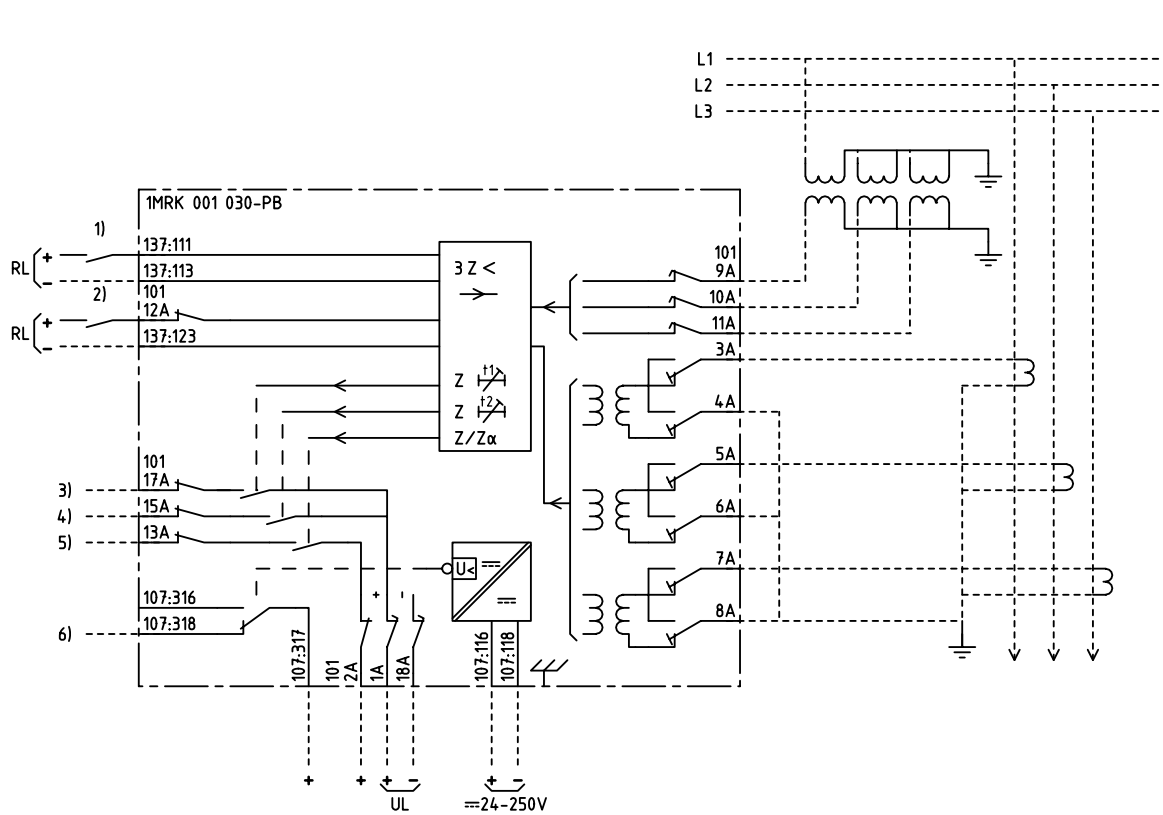 L1
L2
L3
1MRK 001 030-PB
1)
137:111
RL + -
137:113
2)
101
12A
RL + -
137:123
3Z<
101
9A
10A
11A
3A
4A
5A
6A
7A
8A
Z t1
Z t2
Z/Zα
101
3) 17A
4) 15A
5) 13A
U<
+ -
107:316
107:318
6)
107:317
101
2A
1A
18A
107:116
107:118
+ + + - + -
UL
24-250V